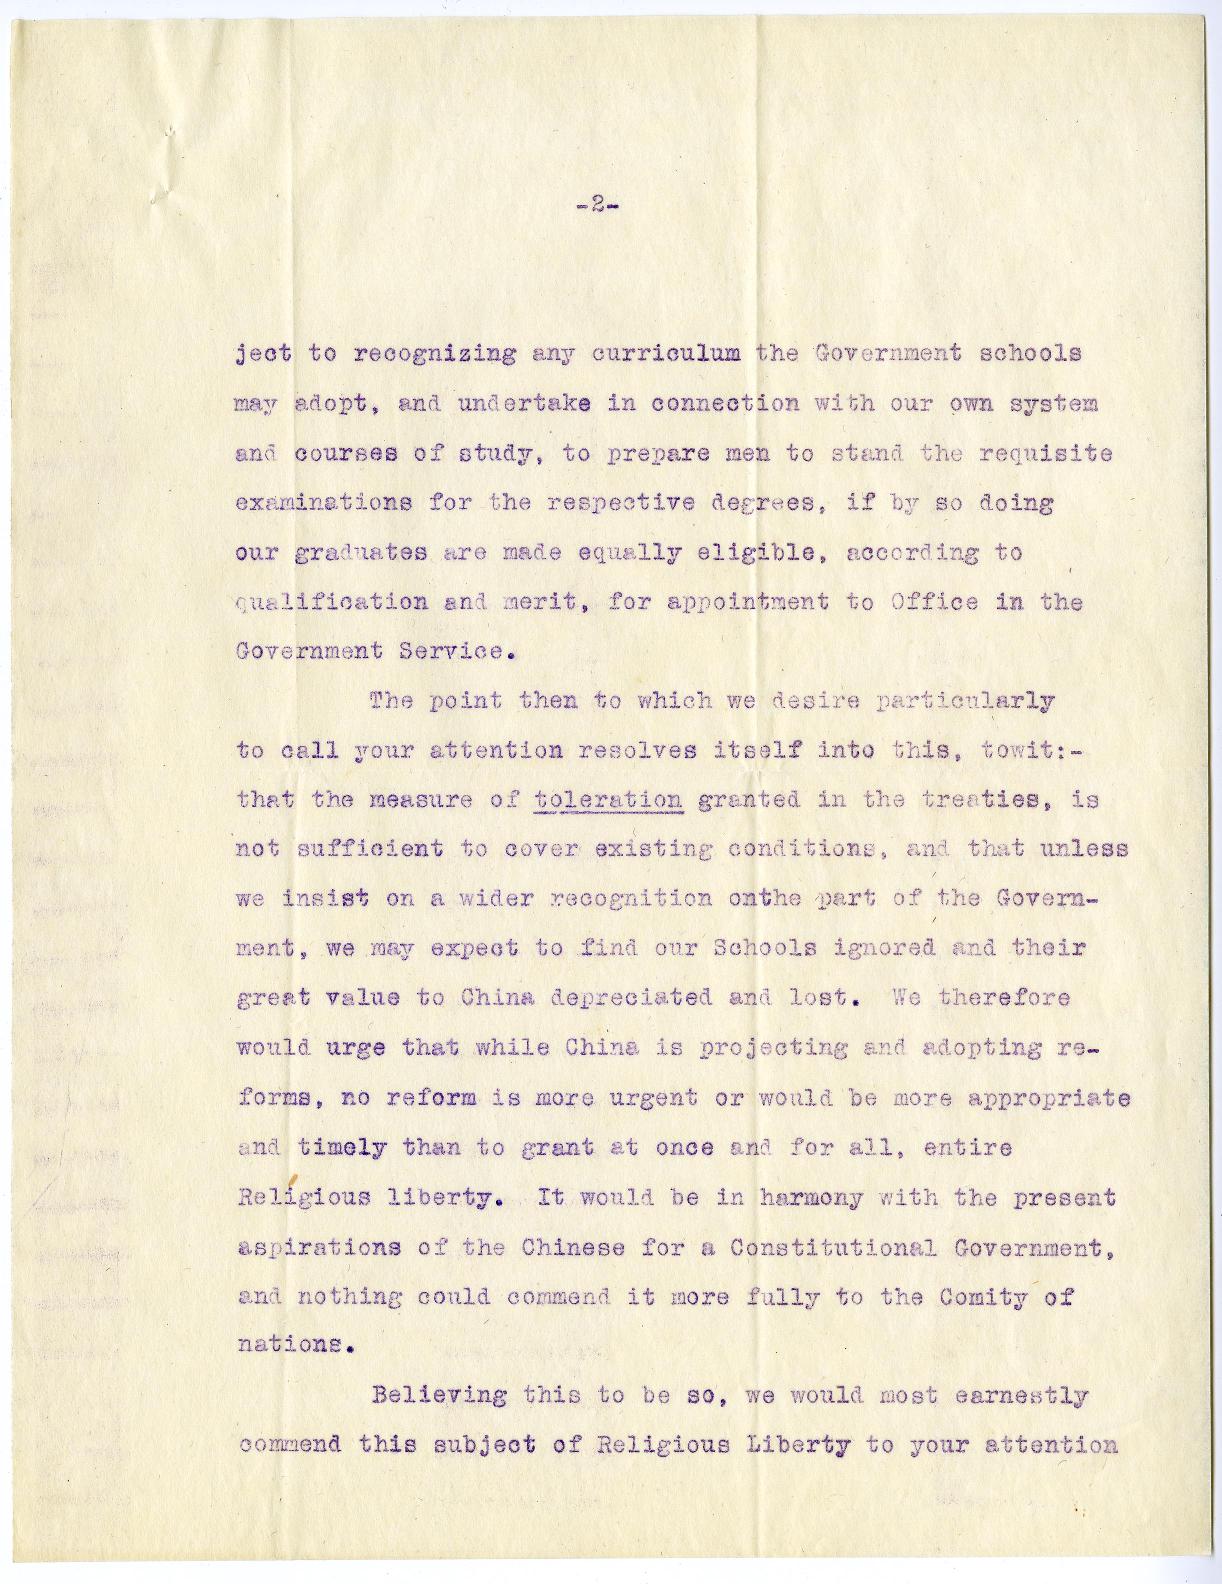 -2-
ject to recognizing any curriculum the Government schools
may adopt, and undertake in connection with our own system
and courses of study, to prepare men to stand the requisite
examinations for the respective degrees, if by so doing
our graduates are made equally eligible, according to
qualification and merit, for appointment to Office in the
Government Service.
The point then to which we desire particularly
to call your attention resolves itself into this, towit:-
that the measure of toleration granted in the treaties, is
not sufficient to cover existing conditions, and that unless
we insist on a wider recognition onthe part of the Govern-
ment, we may expect to find our Schools ignored and their
great value to China depreciated and lost. We therefore
would urge that while China is projecting and adopting re-
forms, no reform is more urgent or would be more appropriate
and timely than to grant at once and for all, entire
Religious liberty. It would be in harmony with the present
aspirations of the Chinese for a Constitutional Government,
and nothing could commend it more fully to the Comity of
nations.
Believing this to be so, we would most earnestly
commend this subject of Religious Liberty to your attention